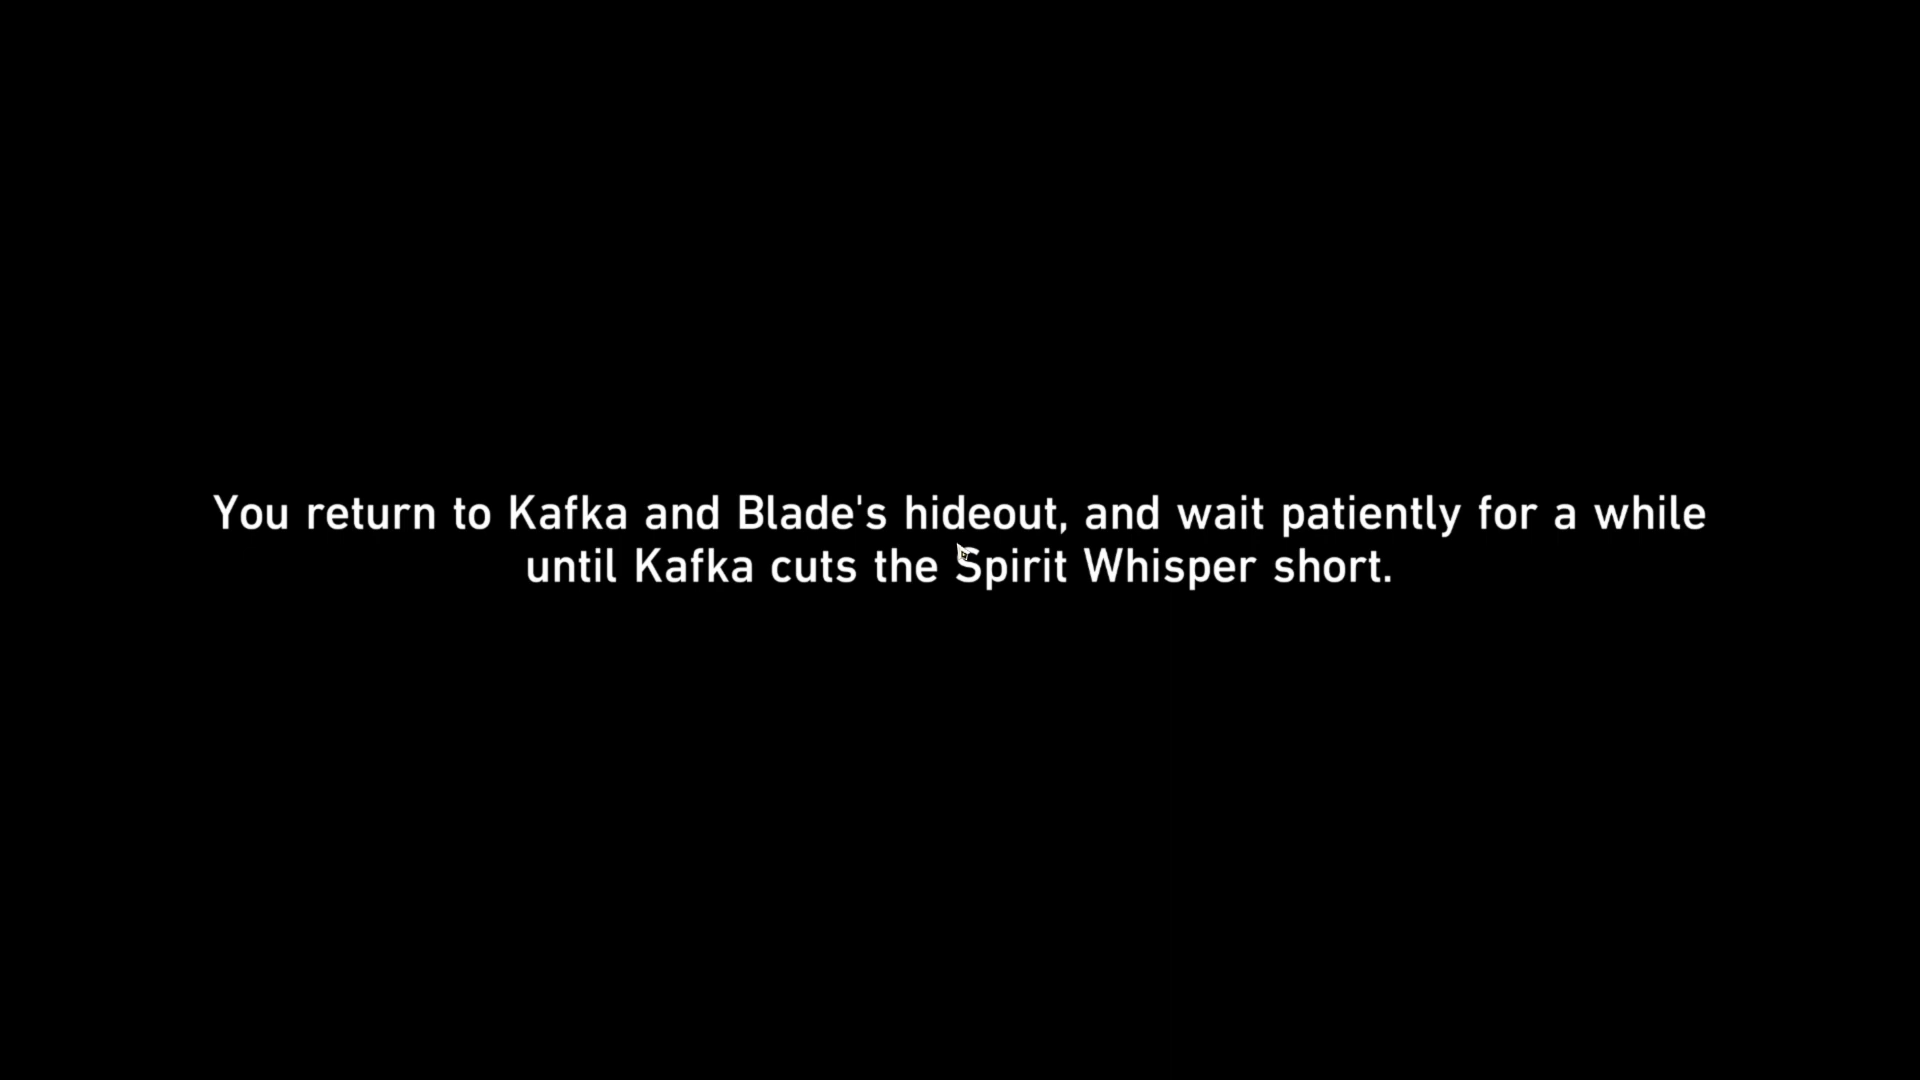 You return to Kafka and Blade's hideout, and wait patiently for a while
until Kafka cuts the Spirit Whisper short.